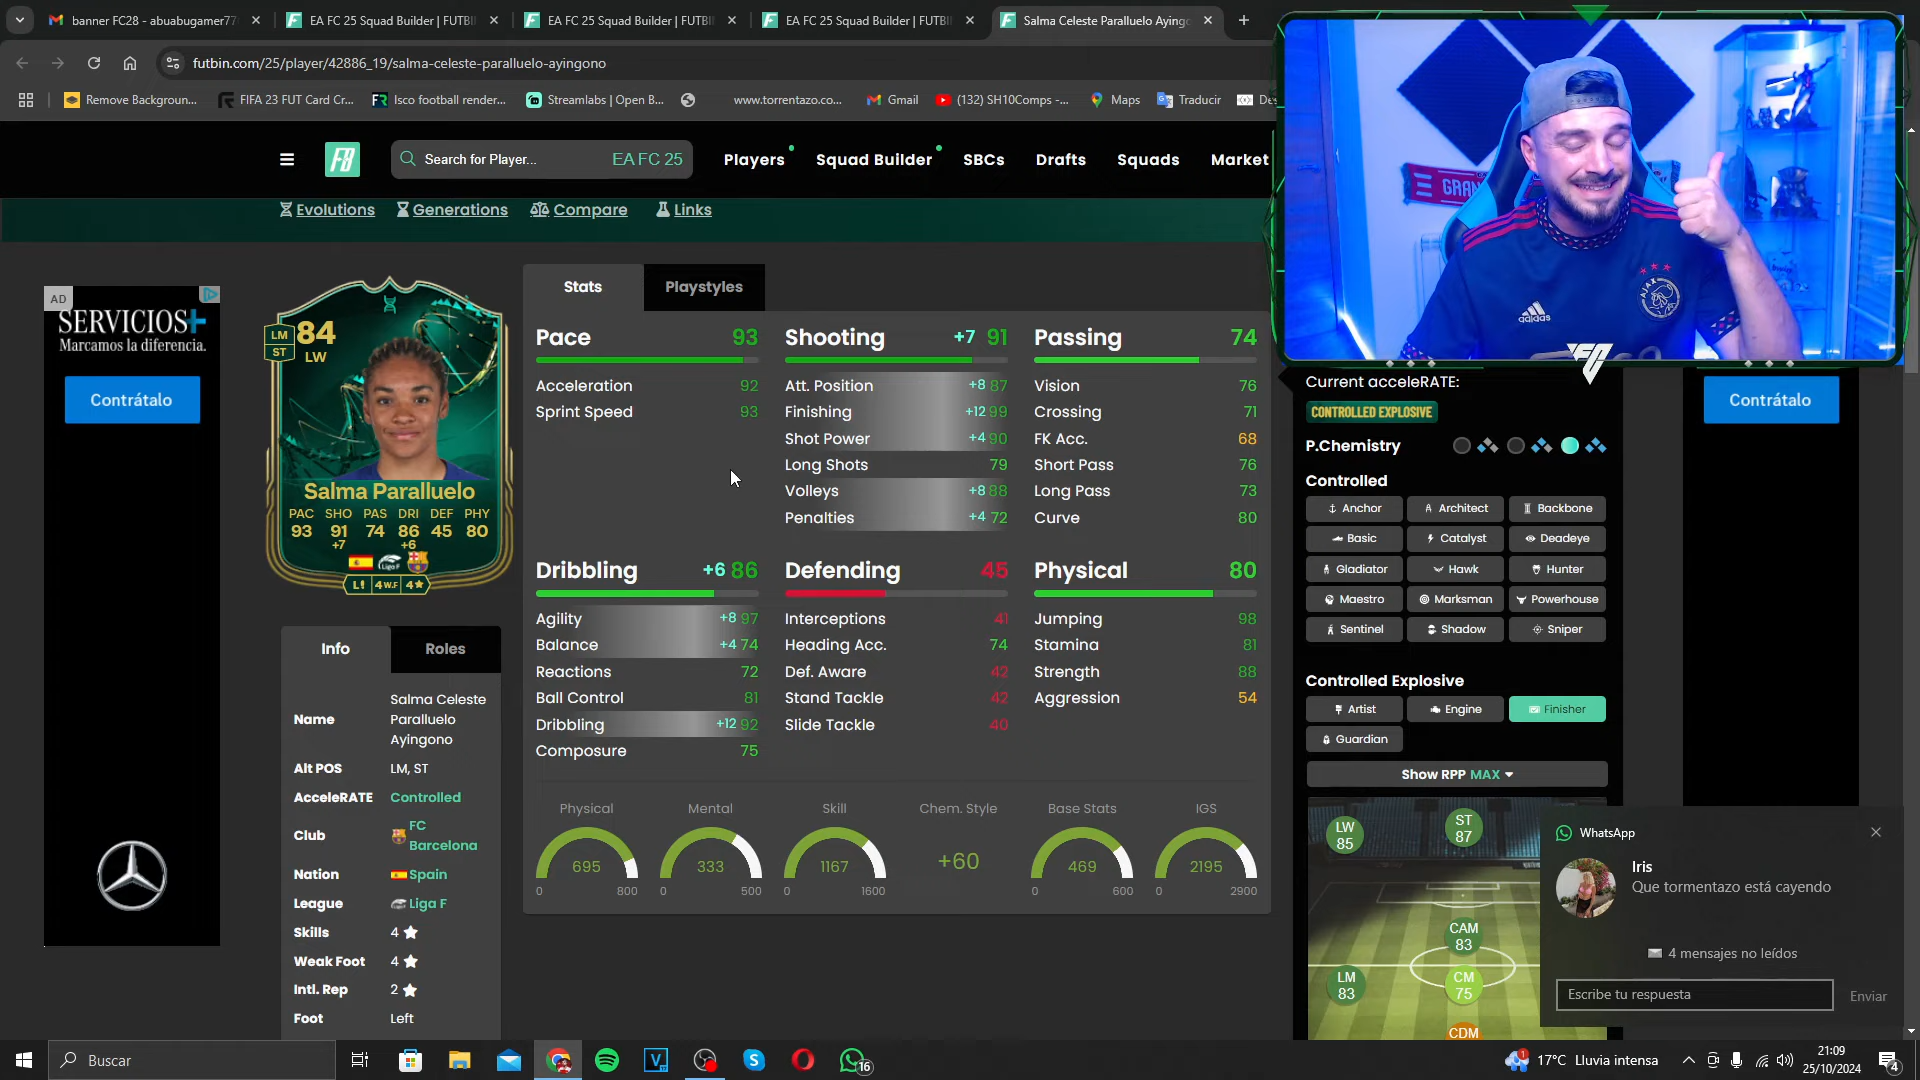 banner FC28 - abuabugamer77
EA FC 25 Squad Builder | FUTBI
EA FC 25 Squad Builder | FUTBI
EA FC 25 Squad Builder | FUTBI
Salma Celeste Paralluelo Ayingo
futbin.com/25/player/42886_19/salma-celeste-paralluelo-ayingono
Remove Backgroun...
FIFA 23 FUT Card Cr...
Isco football render...
Streamlabs | Open B...
www.torrentazo.co...
Gmail
(132) SH10Comps -...
Maps
Traducir
Search for Player...
EA FC 25
Players
Squad Builder
SBCs
Drafts
Squads
Market
Evolutions
Generations
Compare
Links
AD
SERVICIOS+
Marcamos la diferencia.
Contrátalo
LM
ST
84
LW
Salma Paralluelo
PAC SHO PAS DRI DEF PHY
93 91 74 86 45 80
+7 +6
Liga F
L! 4 W.F 4★
Info
Roles
Name
Salma Celeste
Paralluelo
Ayingono
Alt POS LM, ST
AcceleRATE Controlled
Club FC Barcelona
Nation Spain
League Liga F
Skills 4 ★
Weak Foot 4 ★
Intl. Rep 2 ★
Foot Left
Stats
Playstyles
Pace 93
Acceleration 92
Sprint Speed 93
Shooting +7 91
Att. Position +8 87
Finishing +12 99
Shot Power +4 90
Long Shots 79
Volleys +8 88
Penalties +4 72
Passing 74
Vision 76
Crossing 71
FK Acc. 68
Short Pass 76
Long Pass 73
Curve 80
Dribbling +6 86
Agility +8 97
Balance +4 74
Reactions 72
Ball Control 81
Dribbling +12 92
Composure 75
Defending 45
Interceptions 41
Heading Acc. 74
Def. Aware 42
Stand Tackle 42
Slide Tackle 40
Physical 80
Jumping 98
Stamina 81
Strength 88
Aggression 54
Physical
695
0 800
Mental
333
0 500
Skill
1167
0 1600
Chem. Style
+60
Base Stats
469
0 600
IGS
2195
0 2900
GRAN
adidas
AJAX
Current acceleRATE:
CONTROLLED EXPLOSIVE
P.Chemistry
Controlled
Anchor Architect Backbone
Basic Catalyst Deadeye
Gladiator Hawk Hunter
Maestro Marksman Powerhouse
Sentinel Shadow Sniper
Controlled Explosive
Artist Engine Finisher
Guardian
Show RPP MAX
LW
85
ST
87
CAM
83
LM
83
CM
75
CDM
Contrátalo
WhatsApp
Iris
Que tormentazo está cayendo
4 mensajes no leídos
Escribe tu respuesta
Enviar
Buscar
16
1
17°C Lluvia intensa
21:09
25/10/2024
4